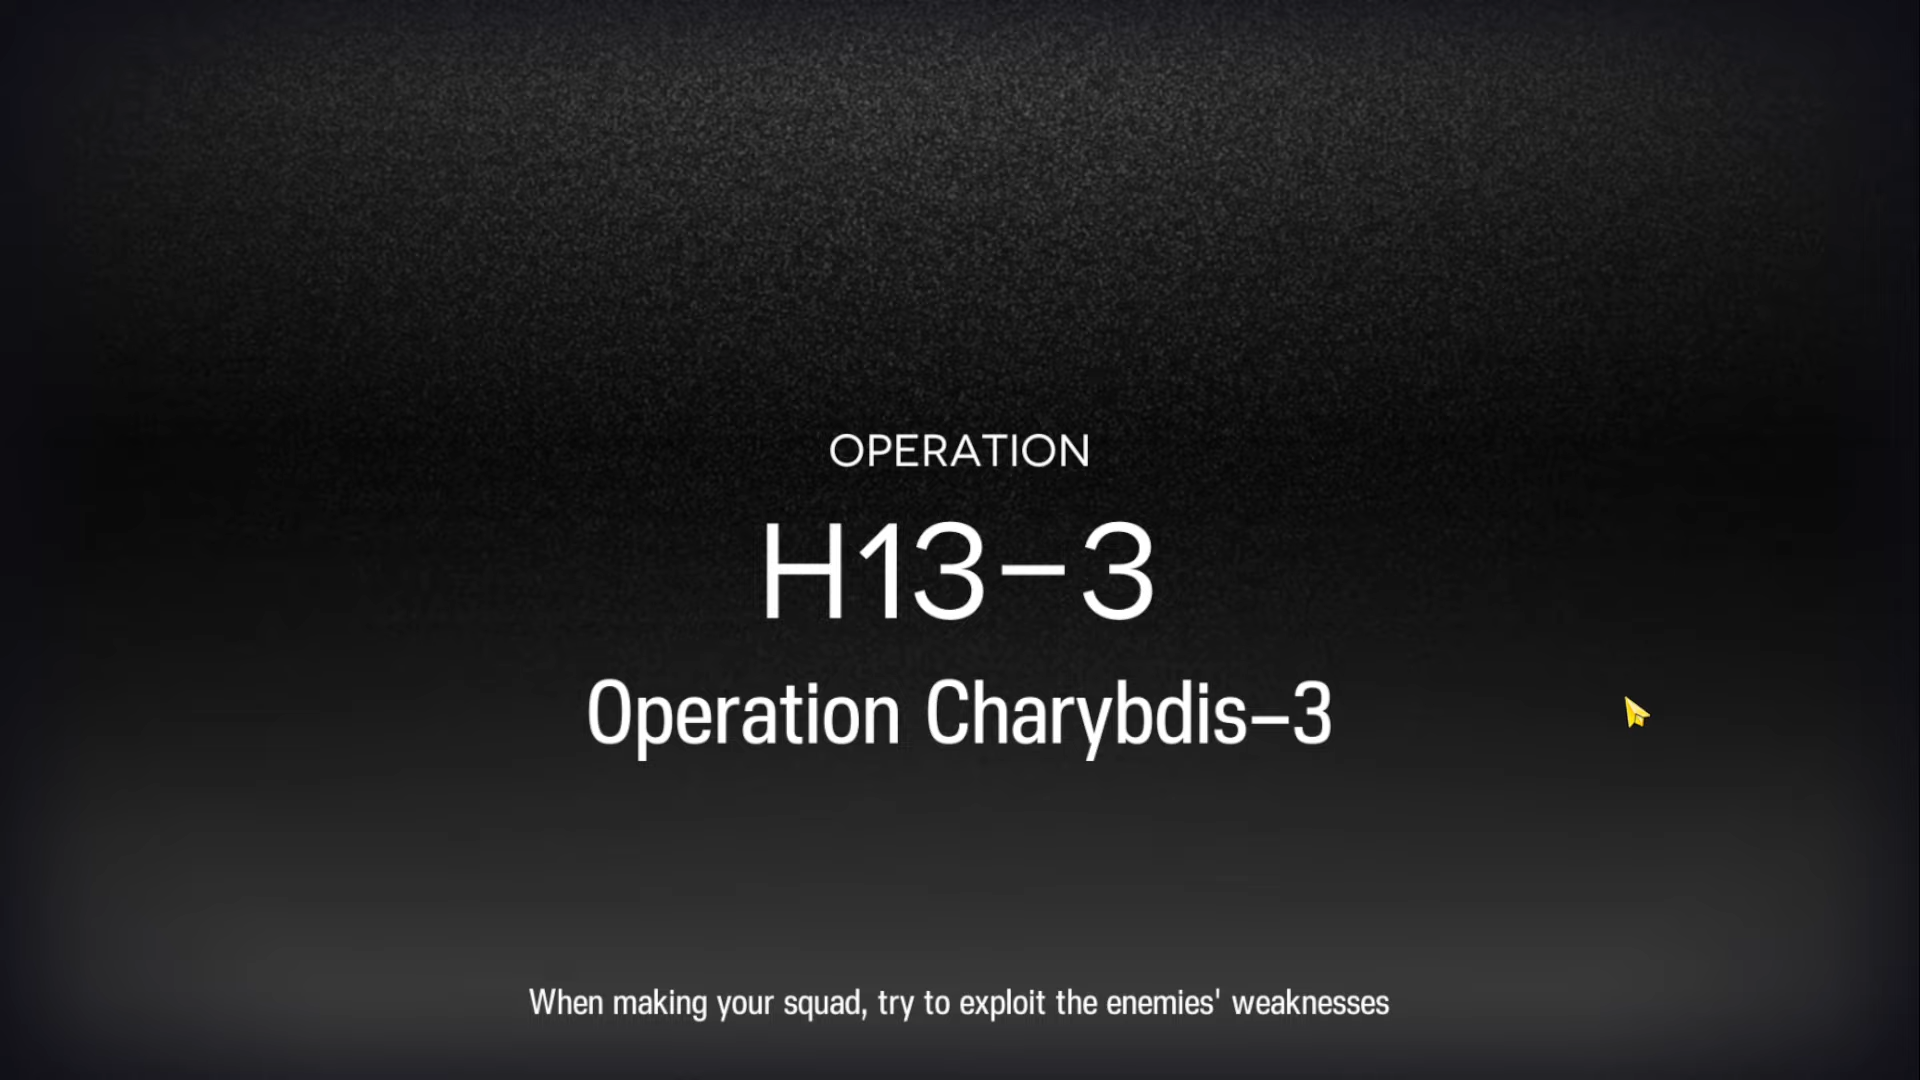 OPERATION
H13-3
Operation Charybdis-3
When making your squad, try to exploit the enemies' weaknesses